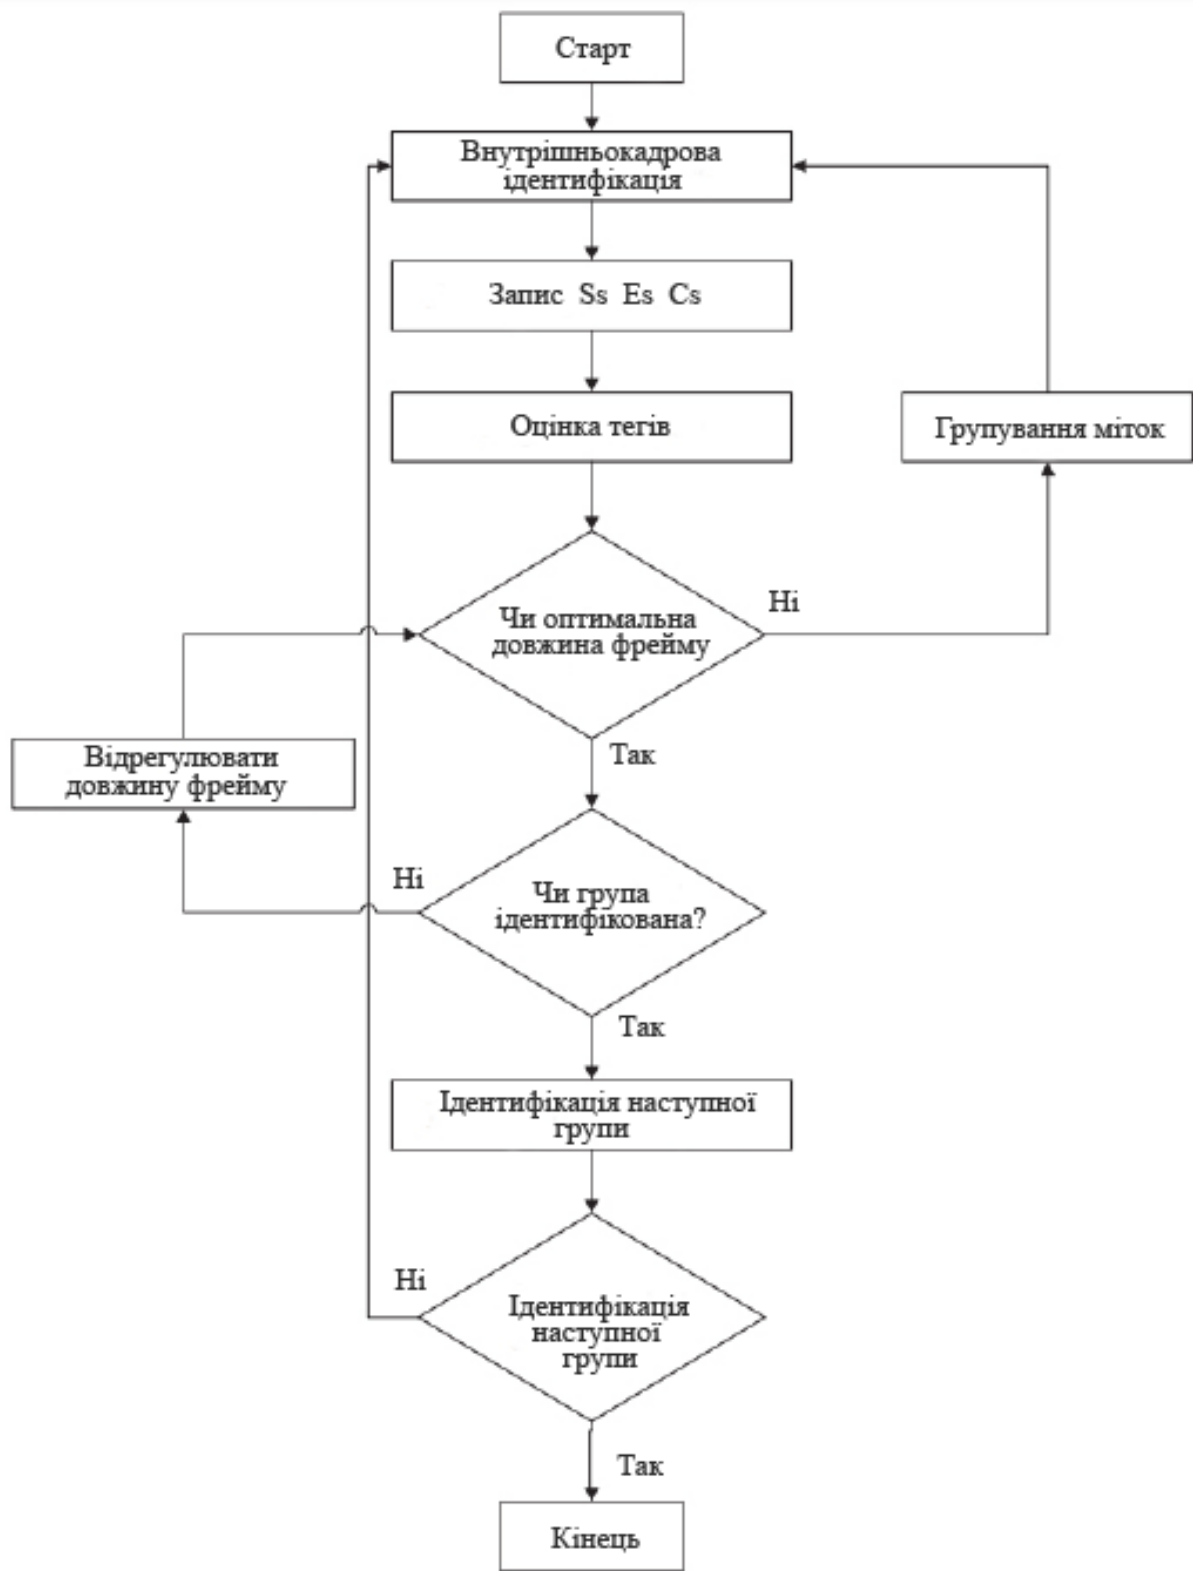 Старт
Внутрішньокадрова
ідентифікація
Запис Ss Es Cs
Оцінка тегів
Групування міток
Чи оптимальна
довжина фрейму
Ні
Так
Відрегулювати
довжину фрейму
Ні
Чи група
ідентифікована?
Так
Ідентифікація наступної
групи
Ні
Ідентифікація
наступної
групи
Так
Кінець